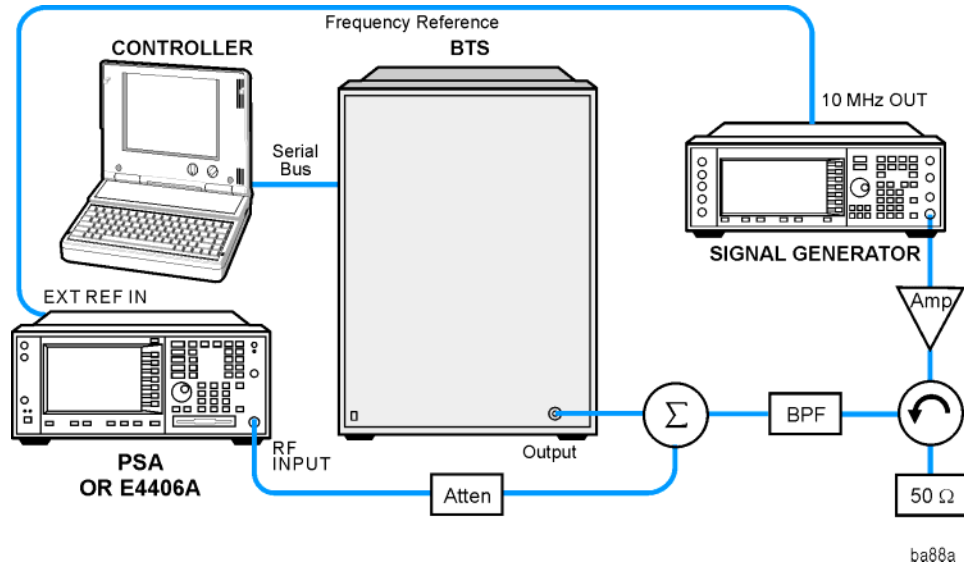 Frequency Reference
CONTROLLER
BTS
10 MHz OUT
Serial
Bus
SIGNAL GENERATOR
EXT REF IN
Amp
Σ
BPF
RF
INPUT
Output
PSA
OR E4406A
Atten
50 Ω
ba88a